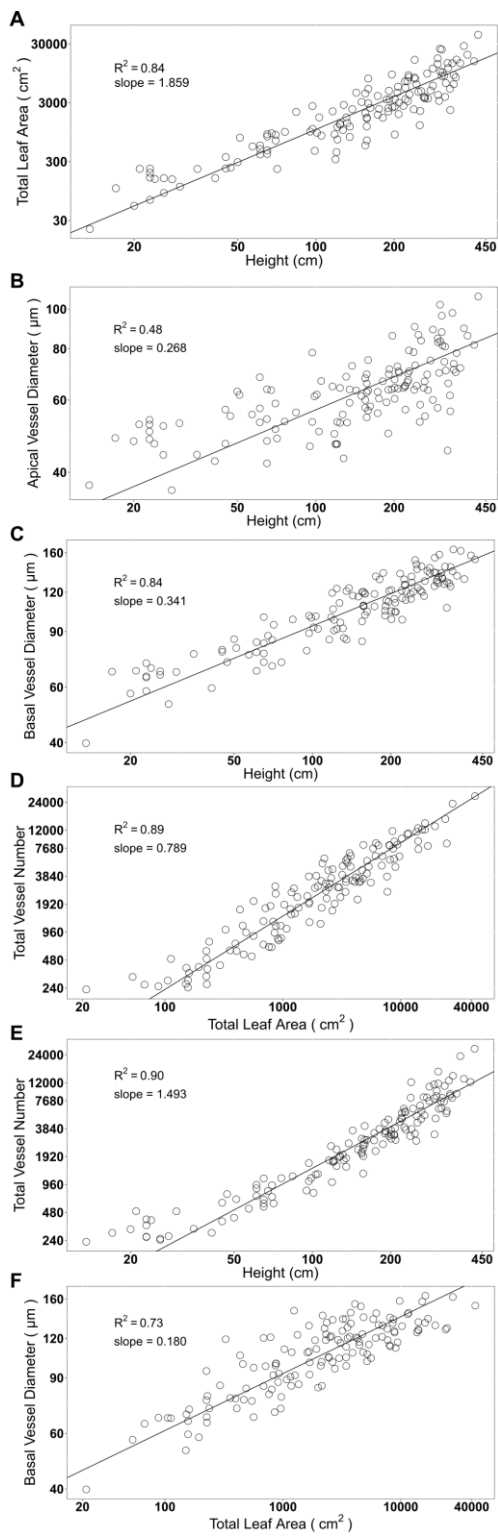 A
30000
3000
300
30
Total Leaf Area ( cm² )
R² = 0.84
slope = 1.859
20 50 100 200 450
Height (cm)
B
100
80
60
40
Apical Vessel Diameter ( µm )
R² = 0.48
slope = 0.268
20 50 100 200 450
Height (cm)
C
160
120
90
60
40
Basal Vessel Diameter ( µm )
R² = 0.84
slope = 0.341
20 50 100 200 450
Height (cm)
D
24000
12000
7680
3840
1920
960
480
240
Total Vessel Number
R² = 0.89
slope = 0.789
20 100 1000 10000 40000
Total Leaf Area ( cm² )
E
24000
12000
7680
3840
1920
960
480
240
Total Vessel Number
R² = 0.90
slope = 1.493
20 50 100 200 450
Height (cm)
F
160
120
90
60
40
Basal Vessel Diameter ( µm )
R² = 0.73
slope = 0.180
20 100 1000 10000 40000
Total Leaf Area ( cm² )